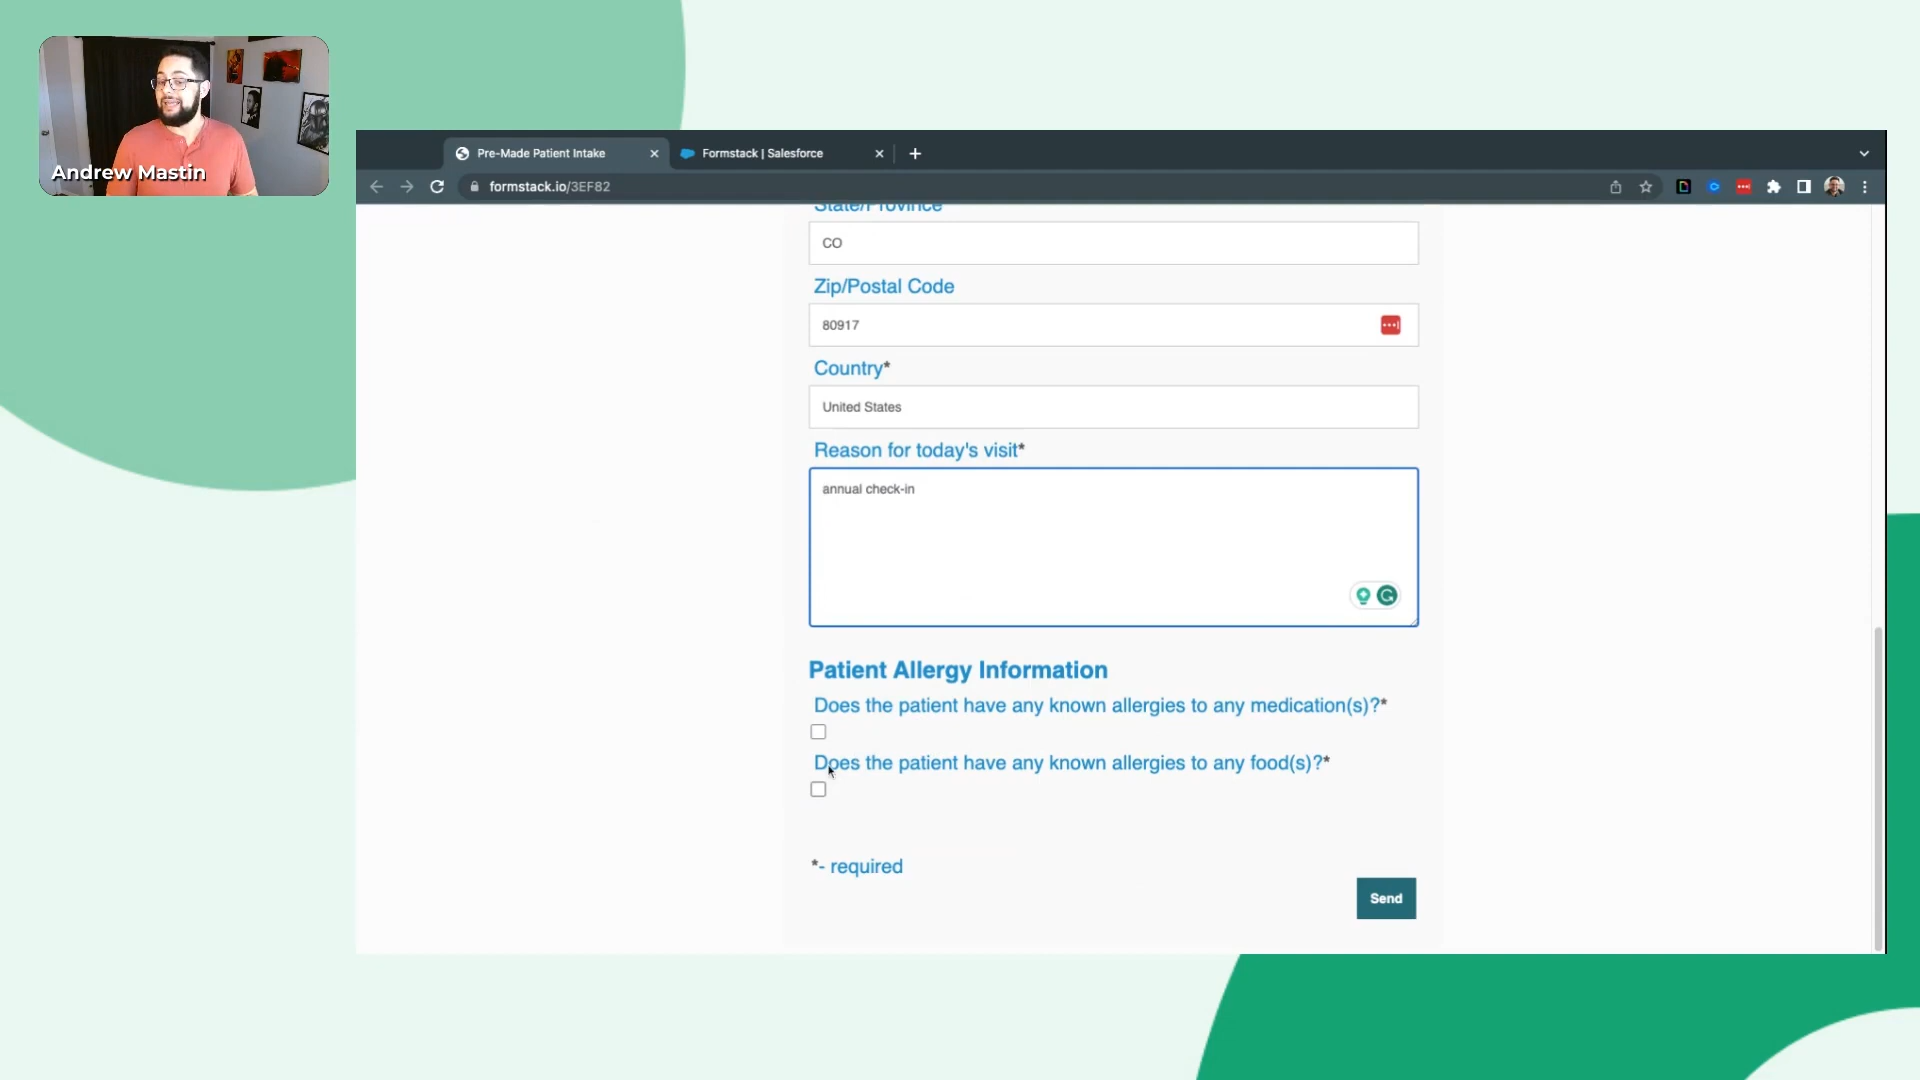 Andrew Mastin
Pre-Made Patient Intake
Formstack | Salesforce
formstack.io/3EF82
State/Province
CO
Zip/Postal Code
80917
Country*
United States
Reason for today's visit*
annual check-in
Patient Allergy Information
Does the patient have any known allergies to any medication(s)?*
Does the patient have any known allergies to any food(s)?*
*- required
Send